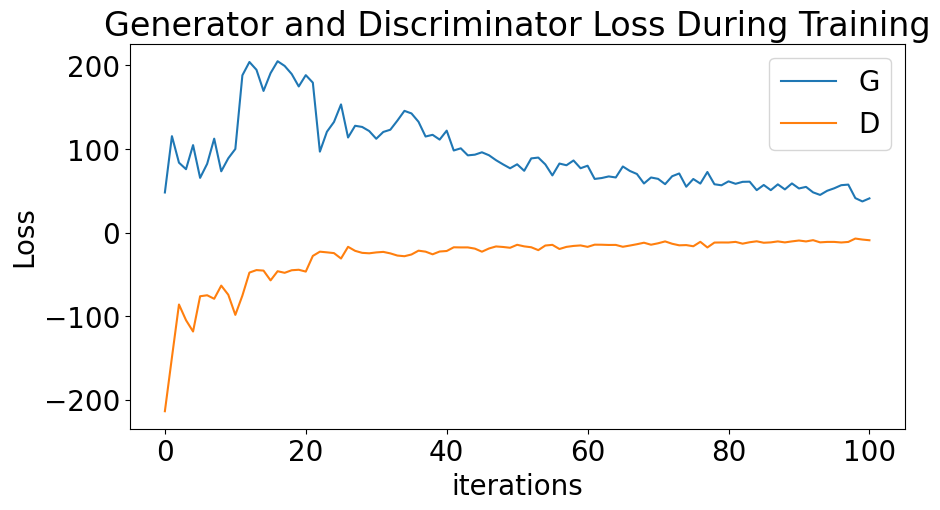 Generator and Discriminator Loss During Training
200
100
0
−100
−200
Loss
G
D
0 20 40 60 80 100
iterations